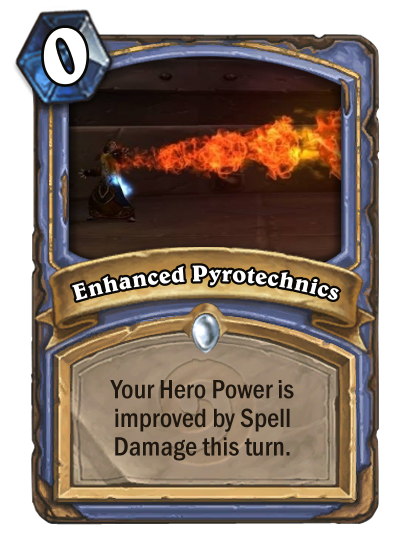 0
Enhanced Pyrotechnics
Your Hero Power is
improved by Spell
Damage this turn.